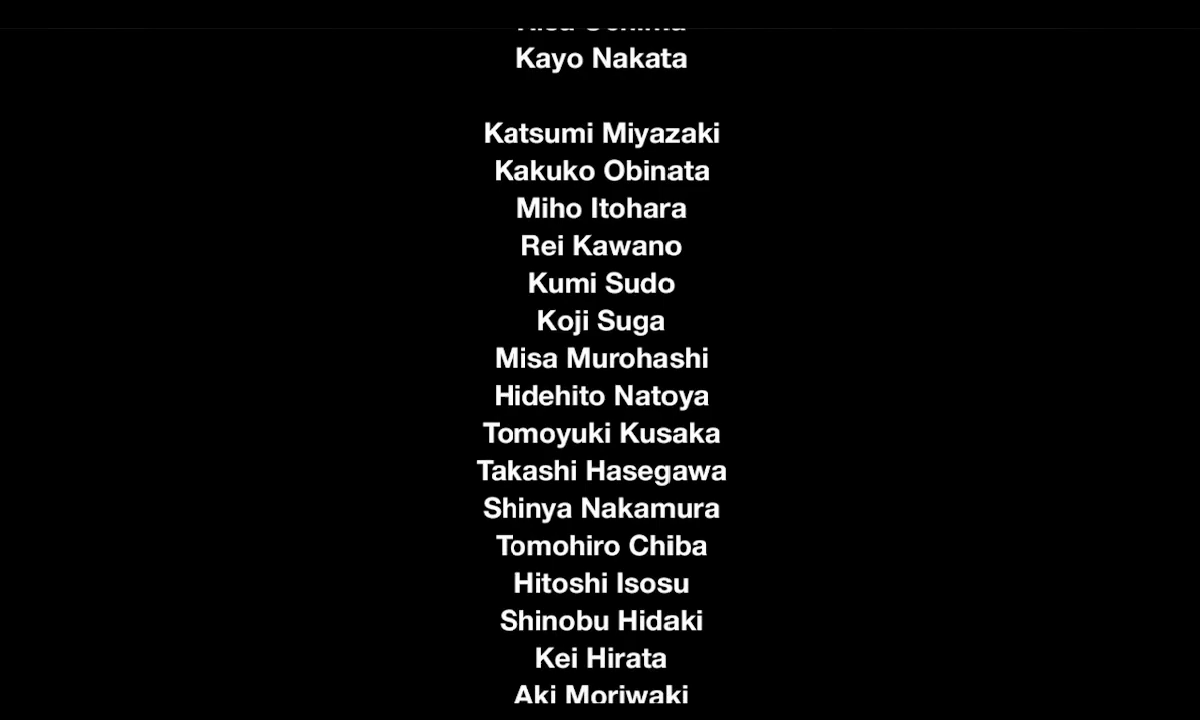 Kayo Nakata
Katsumi Miyazaki
Kakuko Obinata
Miho Itohara
Rei Kawano
Kumi Sudo
Koji Suga
Misa Murohashi
Hidehito Natoya
Tomoyuki Kusaka
Takashi Hasegawa
Shinya Nakamura
Tomohiro Chiba
Hitoshi Isosu
Shinobu Hidaki
Kei Hirata
Aki Moriwaki